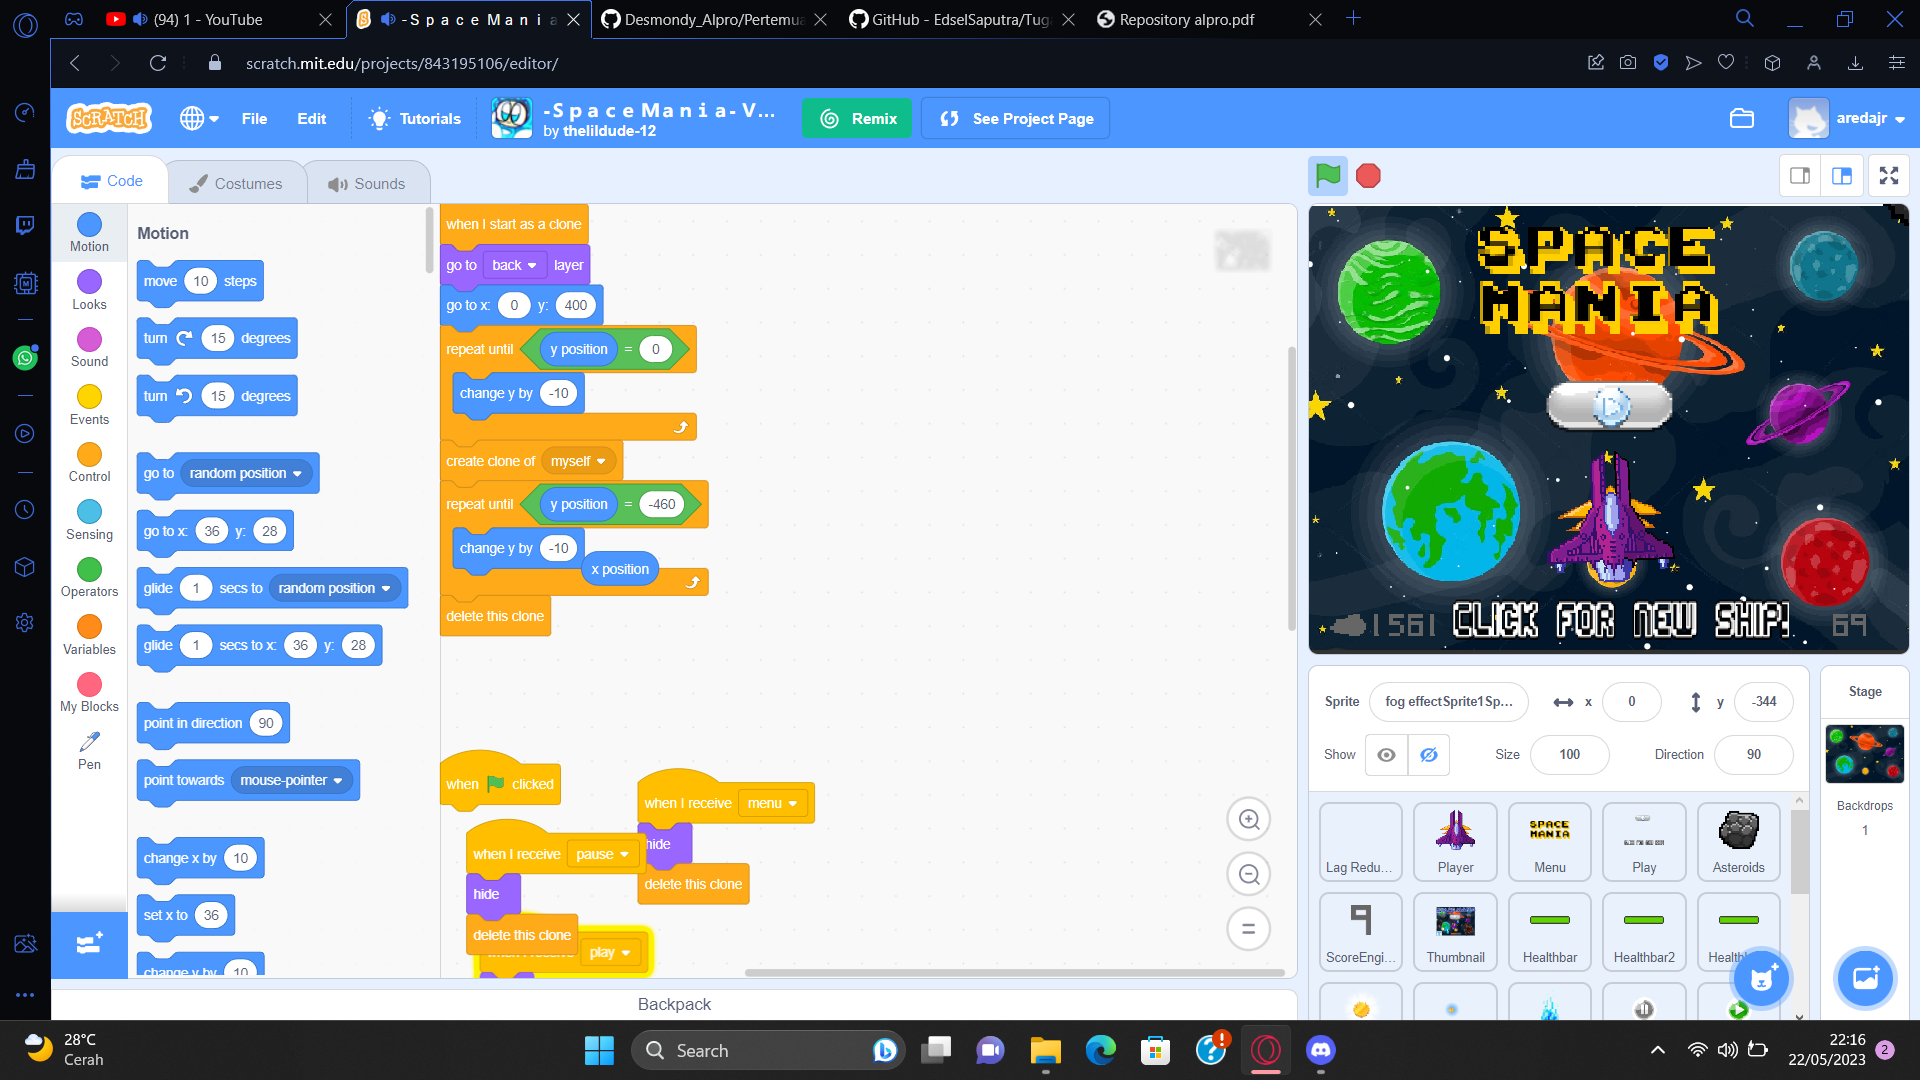 (94) 1 - YouTube
-S p a c e M a n i a
Desmondy_Alpro/Pertemua
GitHub - EdselSaputra/Tuga
Repository alpro.pdf
scratch.mit.edu/projects/843195106/editor/
SCRATCH
File
Edit
Tutorials
-S p a c e M a n i a- V...
by thelildude-12
Remix
See Project Page
aredajr
Code
Costumes
Sounds
Motion
Looks
Sound
Events
Control
Sensing
Operators
Variables
My Blocks
Pen
Motion
move 10 steps
turn 15 degrees
turn 15 degrees
go to random position
go to x: 36 y: 28
glide 1 secs to random position
glide 1 secs to x: 36 y: 28
point in direction 90
point towards mouse-pointer
change x by 10
set x to 36
change y by 10
when I start as a clone
go to back layer
go to x: 0 y: 400
repeat until y position = 0
change y by -10
create clone of myself
repeat until y position = -460
change y by -10
x position
delete this clone
when clicked
when I receive menu
hide
delete this clone
when I receive pause
hide
delete this clone
when I receive play
Backpack
SPACE
MANIA
1561
CLICK FOR NEW SHIP!
69
Sprite
fog effectSprite1Sp...
x
0
y
-344
Show
Size
100
Direction
90
Stage
Backdrops
1
Lag Redu...
Player
SPACE
MANIA
Menu
Play
Asteroids
9
ScoreEngi...
Thumbnail
Healthbar
Healthbar2
Healthb
28°C
Cerah
Search
22:16
22/05/2023
2